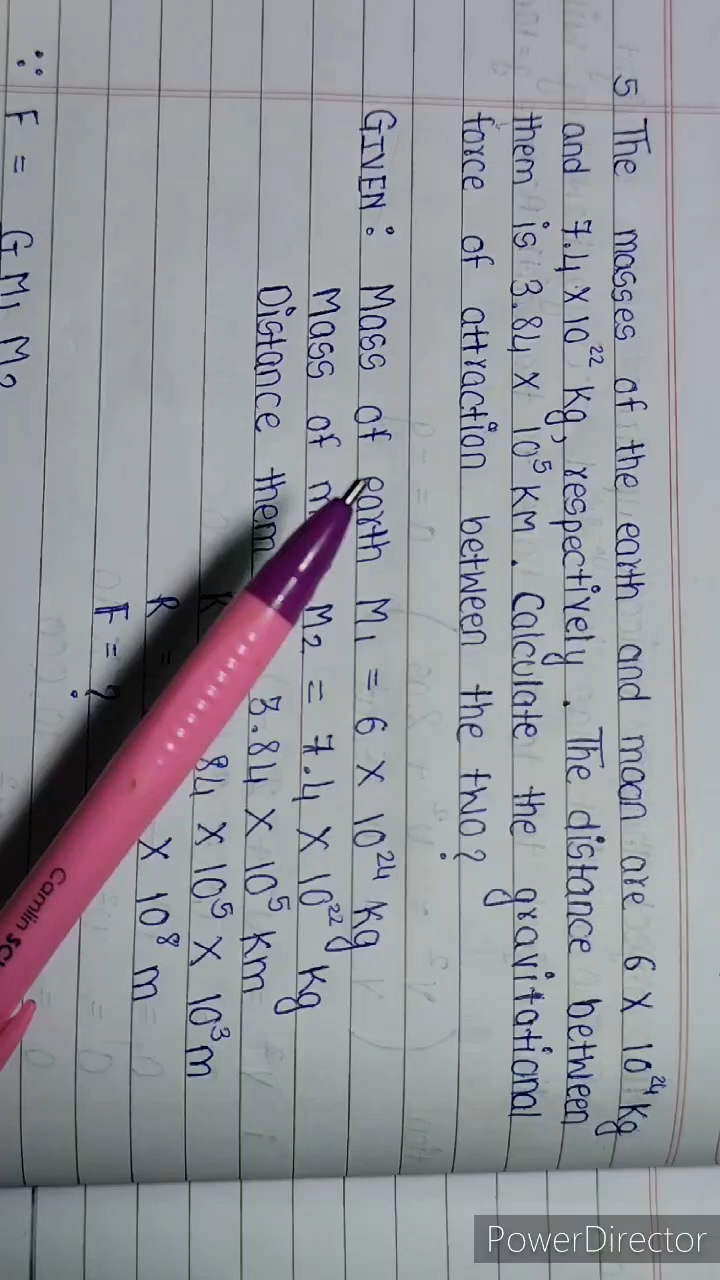 5 The masses of the earth and moon are 6 X 10²⁴ Kg
and 7.4 X 10²² Kg, respectively. The distance between
them is 3.84 X 10⁵ KM. Calculate the gravitational
force of attraction between the two?
GIVEN: Mass of earth M₁ = 6 X 10²⁴ Kg
Mass of M₂ = 7.4 X 10²² Kg
Distance them 3.84 X 10⁵ Km
84 X 10⁵ X 10³ m
R = X 10⁸ m
F = ?
∵ F = G M₁ M₂
Camlin
PowerDirector